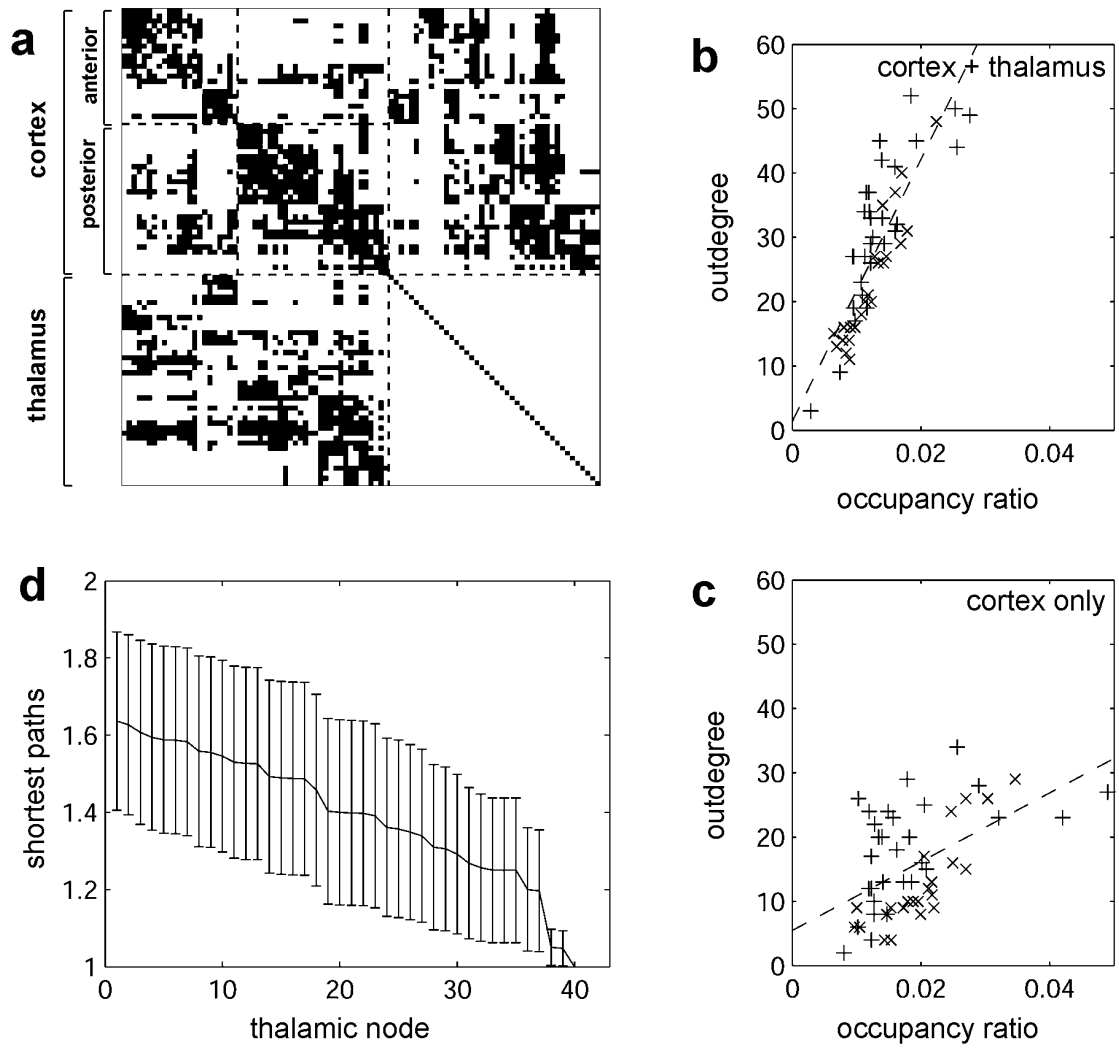 a
cortex
anterior
posterior
thalamus
b
cortex + thalamus
60
50
40
30
20
10
0
outdegree
0
0.02
0.04
occupancy ratio
d
2
1.8
1.6
1.4
1.2
1
shortest paths
0
10
20
30
40
thalamic node
c
cortex only
60
50
40
30
20
10
0
outdegree
0
0.02
0.04
occupancy ratio